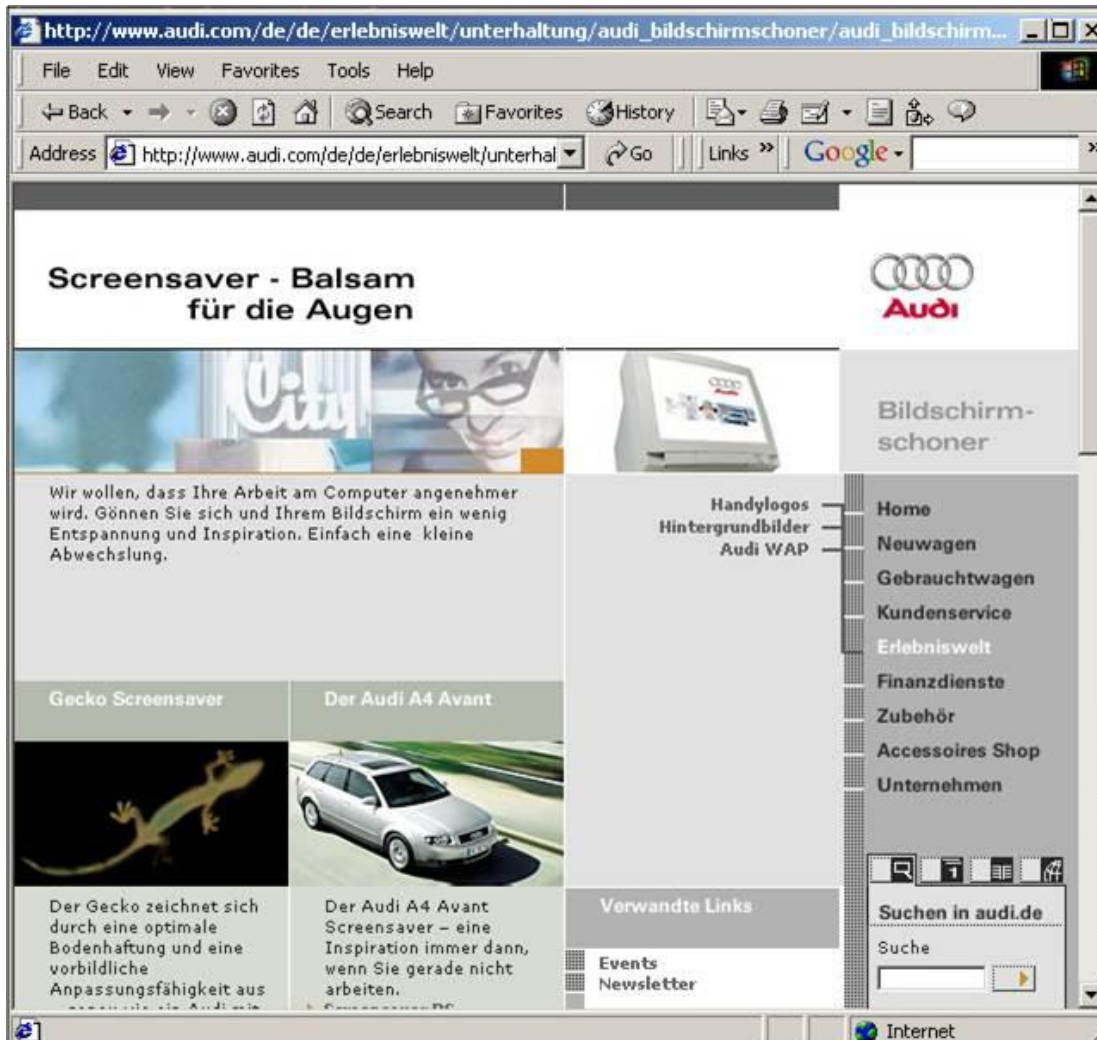 http://www.audi.com/de/de/erlebniswelt/unterhaltung/audi_bildschirmschoner/audi_bildschirm...
File Edit View Favorites Tools Help
Back Search Favorites History
Address http://www.audi.com/de/de/erlebniswelt/unterhal Go Links » Google
Screensaver - Balsam
für die Augen
Audi
City
Audi
Bildschirm-
schoner
Wir wollen, dass Ihre Arbeit am Computer angenehmer
wird. Gönnen Sie sich und Ihrem Bildschirm ein wenig
Entspannung und Inspiration. Einfach eine kleine
Abwechslung.
Handylogos
Hintergrundbilder
Audi WAP
Home
Neuwagen
Gebrauchtwagen
Kundenservice
Erlebniswelt
Finanzdienste
Zubehör
Accessoires Shop
Unternehmen
Gecko Screensaver
Der Gecko zeichnet sich
durch eine optimale
Bodenhaftung und eine
vorbildliche
Anpassungsfähigkeit aus
Der Audi A4 Avant
Der Audi A4 Avant
Screensaver – eine
Inspiration immer dann,
wenn Sie gerade nicht
arbeiten.
Verwandte Links
Events
Newsletter
Suchen in audi.de
Suche
Internet